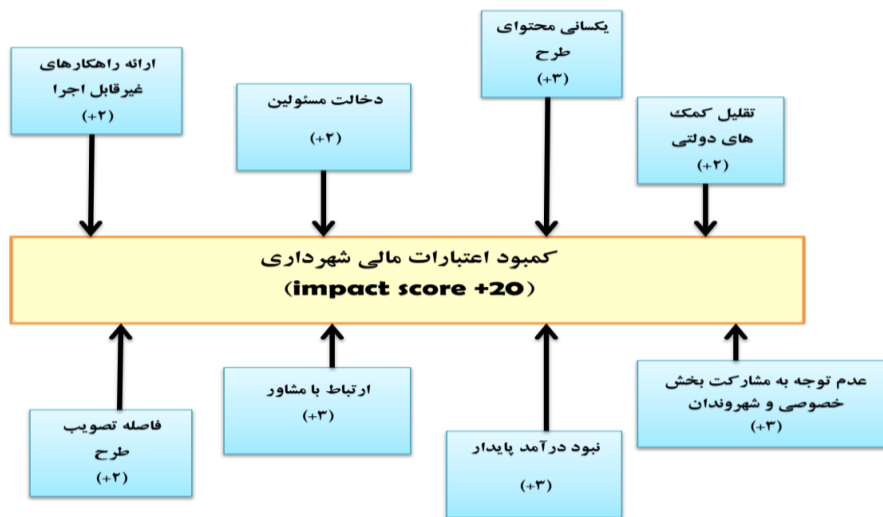 یکسانی محتوای
طرح
(+۳)
ارائه راهکارهای
غیرقابل اجرا
(+۲)
دخالت مسئولین
(+۲)
تقلیل کمک
های دولتی
(+۲)
کمبود اعتبارات مالی شهرداری
(impact score +20)
عدم توجه به مشارکت بخش
خصوصی و شهروندان
(+۳)
ارتباط با مشاور
(+۳)
فاصله تصویب
طرح
(+۲)
نبود درآمد پایدار
(+۳)